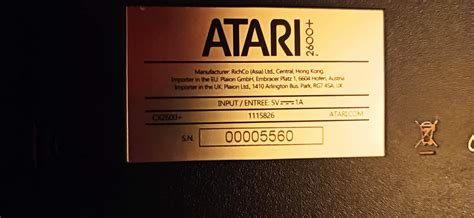 ATARI 2600+
Manufacturer: RichCo (Asia) Ltd., Central, Hong Kong
Importer in the EU: Plaion GmbH, Embracer Platz 1, 6604 Höfen, Austria
Importer in the UK: Plaion Ltd., 1410 Arlington Bus. Park, RG7 4SA, UK
INPUT / ENTREE: 5V⎓1A
CX2600+ 1115826 ATARI.COM
S.N. 00005560